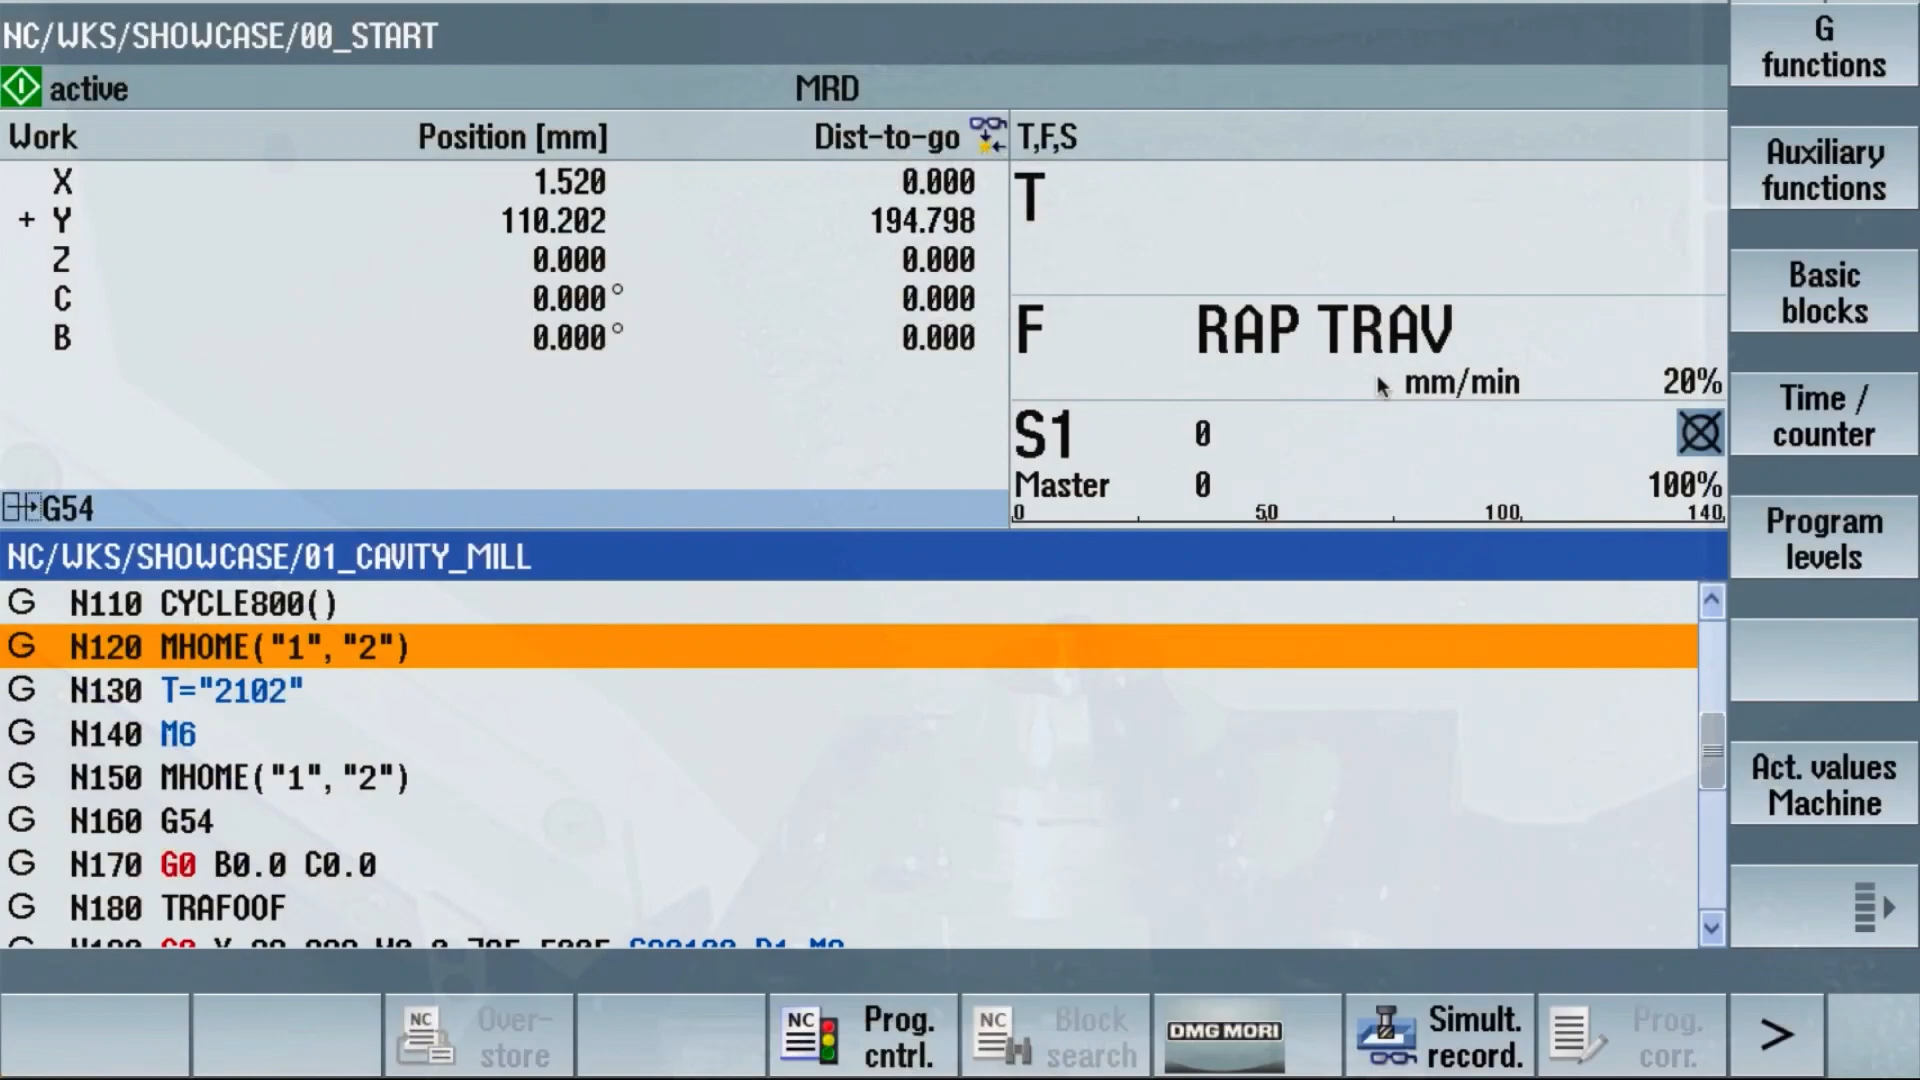 NC/WKS/SHOWCASE/00_START
G functions
active
MRD
Work Position [mm] Dist-to-go T,F,S
X 1.520 0.000
+ Y 110.202 194.798
Z 0.000 0.000
C 0.000° 0.000
B 0.000° 0.000
G54
T
F RAP TRAV
mm/min 20%
S1 0
Master 0 100%
0 50 100 140
Auxiliary functions
Basic blocks
Time / counter
Program levels
Act. values Machine
NC/WKS/SHOWCASE/01_CAVITY_MILL
G N110 CYCLE800()
G N120 MHOME("1", "2")
G N130 T="2102"
G N140 M6
G N150 MHOME("1", "2")
G N160 G54
G N170 G0 B0.0 C0.0
G N180 TRAFOOF
NC Over-store
NC Prog. cntrl.
NC Block search
DMG MORI
Simult. record.
Prog. corr.
>